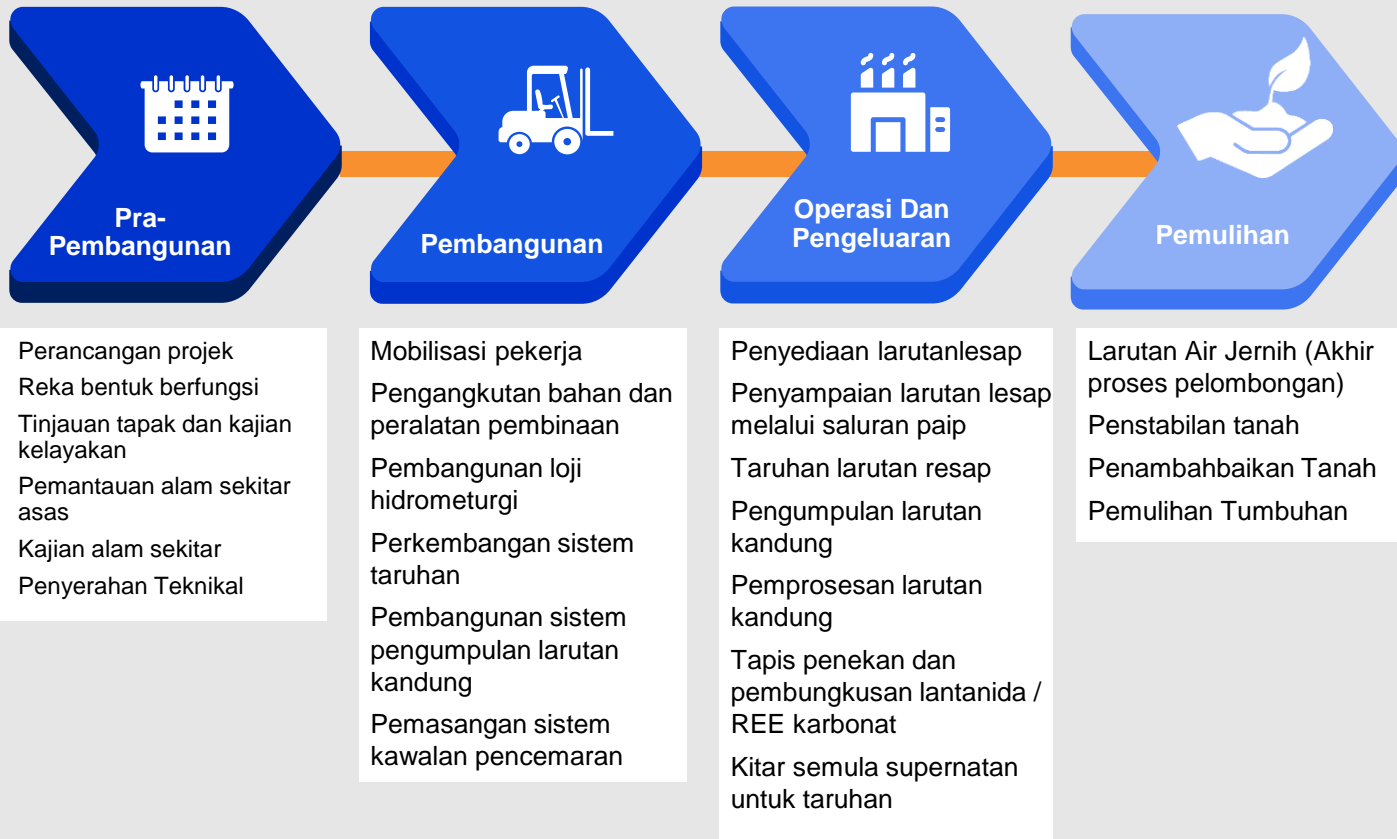 Pra-
Pembangunan
Pembangunan
Operasi Dan
Pengeluaran
Pemulihan
Perancangan projek
Reka bentuk berfungsi
Tinjauan tapak dan kajian
kelayakan
Pemantauan alam sekitar
asas
Kajian alam sekitar
Penyerahan Teknikal
Mobilisasi pekerja
Pengangkutan bahan dan
peralatan pembinaan
Pembangunan loji
hidrometurgi
Perkembangan sistem
taruhan
Pembangunan sistem
pengumpulan larutan
kandung
Pemasangan sistem
kawalan pencemaran
Penyediaan larutanlesap
Penyampaian larutan lesap
melalui saluran paip
Taruhan larutan resap
Pengumpulan larutan
kandung
Pemprosesan larutan
kandung
Tapis penekan dan
pembungkusan lantanida /
REE karbonat
Kitar semula supernatan
untuk taruhan
Larutan Air Jernih (Akhir
proses pelombongan)
Penstabilan tanah
Penambahbaikan Tanah
Pemulihan Tumbuhan